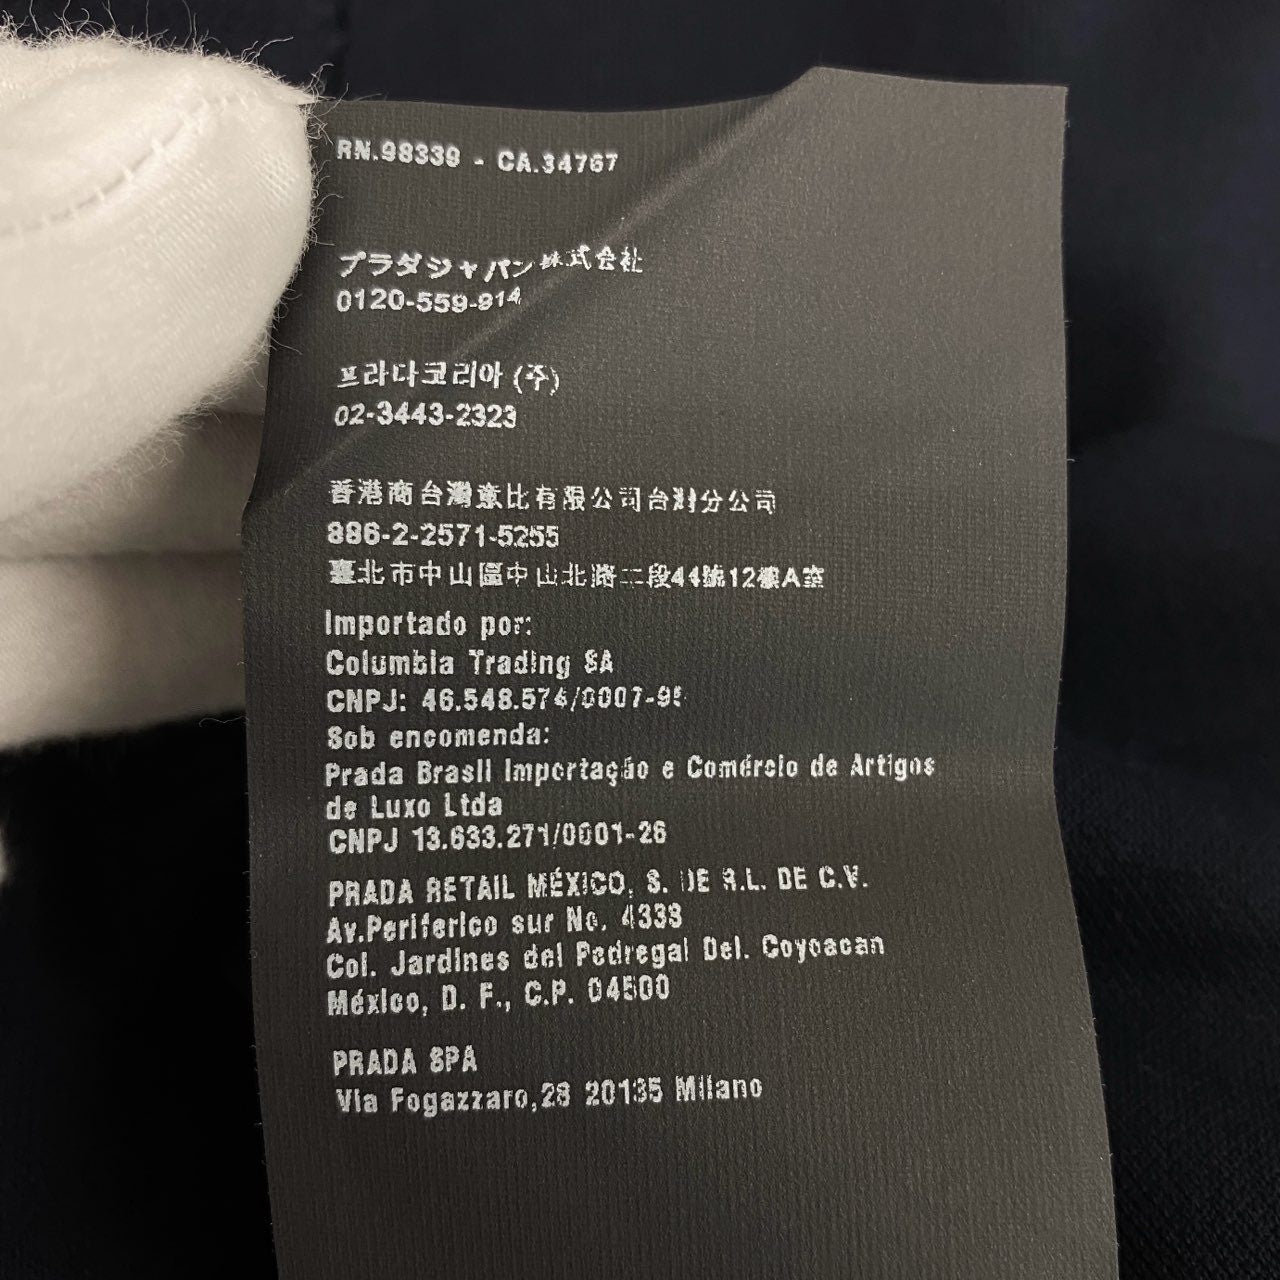 RN.98339 - CA.34767
プラダジャパン株式会社
0120-559-914
프라다코리아 (주)
02-3443-2323
香港商台灣意比有限公司台灣分公司
886-2-2571-5255
臺北市中山區中山北路二段44號12樓A室
Importado por:
Columbia Trading SA
CNPJ: 46.548.574/0007-95
Sob encomenda:
Prada Brasil Importação e Comércio de Artigos
de Luxo Ltda
CNPJ 13.633.271/0001-26
PRADA RETAIL MÉXICO, S. DE R.L. DE C.V.
Av.Periferico sur No. 4338
Col. Jardines del Pedregal Del. Coyoacan
México, D. F., C.P. 04500
PRADA SPA
Via Fogazzaro,28 20135 Milano